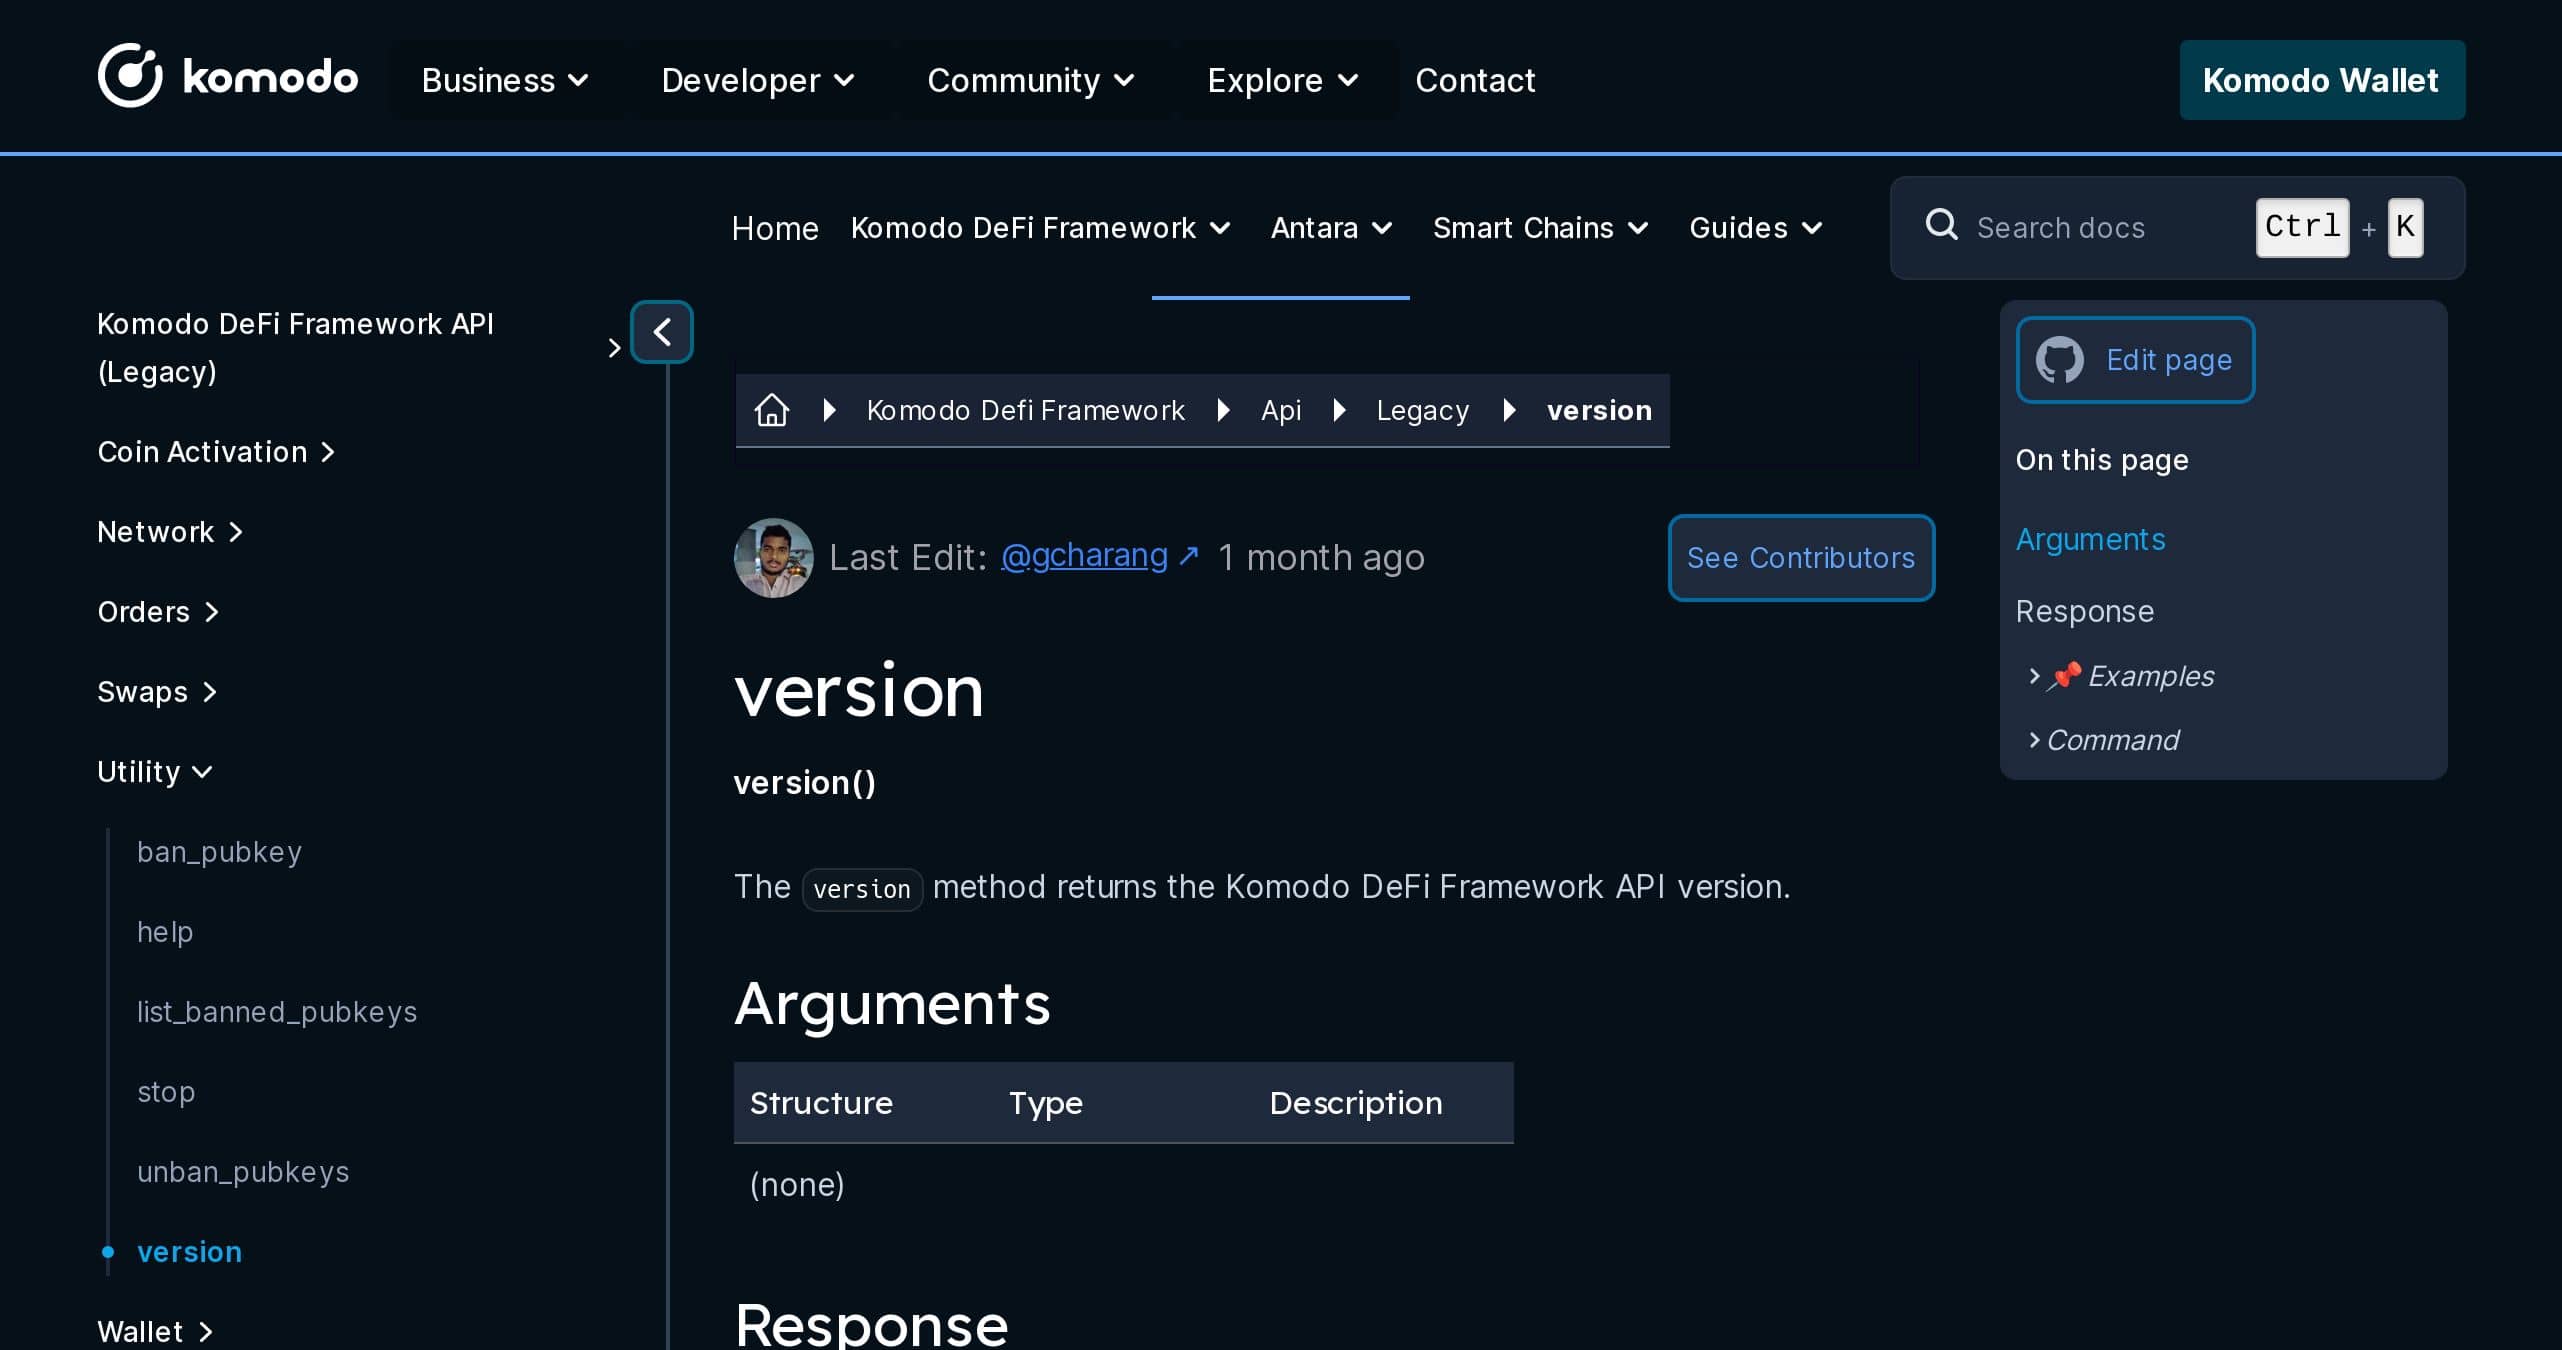 komodo
Business
Developer
Community
Explore
Contact
Komodo Wallet
Home
Komodo DeFi Framework
Antara
Smart Chains
Guides
Search docs
Ctrl + K
Komodo DeFi Framework API
(Legacy)
Coin Activation
Network
Orders
Swaps
Utility
ban_pubkey
help
list_banned_pubkeys
stop
unban_pubkeys
version
Wallet
Komodo Defi Framework
Api
Legacy
version
Last Edit: @gcharang ↗ 1 month ago
See Contributors
version
version()
The version method returns the Komodo DeFi Framework API version.
Arguments
Structure Type Description
(none)
Response
Edit page
On this page
Arguments
Response
📌 Examples
Command